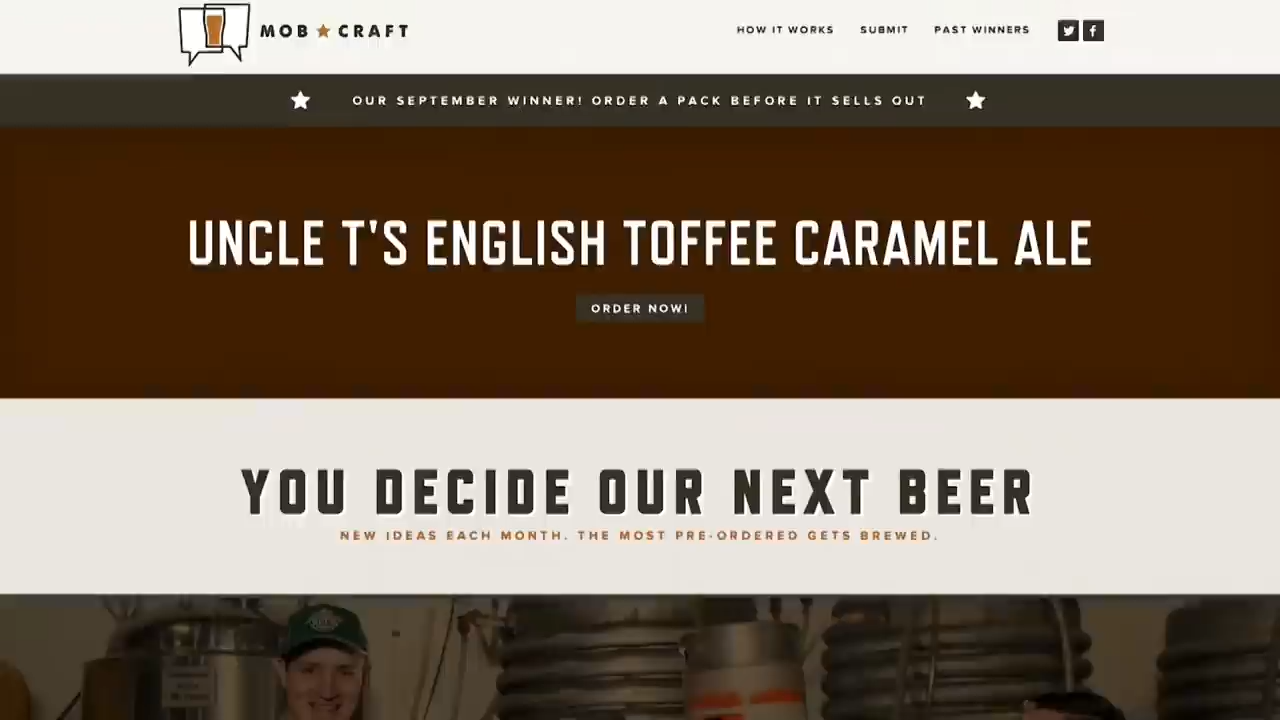 MOB ★ CRAFT
HOW IT WORKS
SUBMIT
PAST WINNERS
OUR SEPTEMBER WINNER! ORDER A PACK BEFORE IT SELLS OUT
UNCLE T'S ENGLISH TOFFEE CARAMEL ALE
ORDER NOW!
YOU DECIDE OUR NEXT BEER
NEW IDEAS EACH MONTH. THE MOST PRE-ORDERED GETS BREWED.